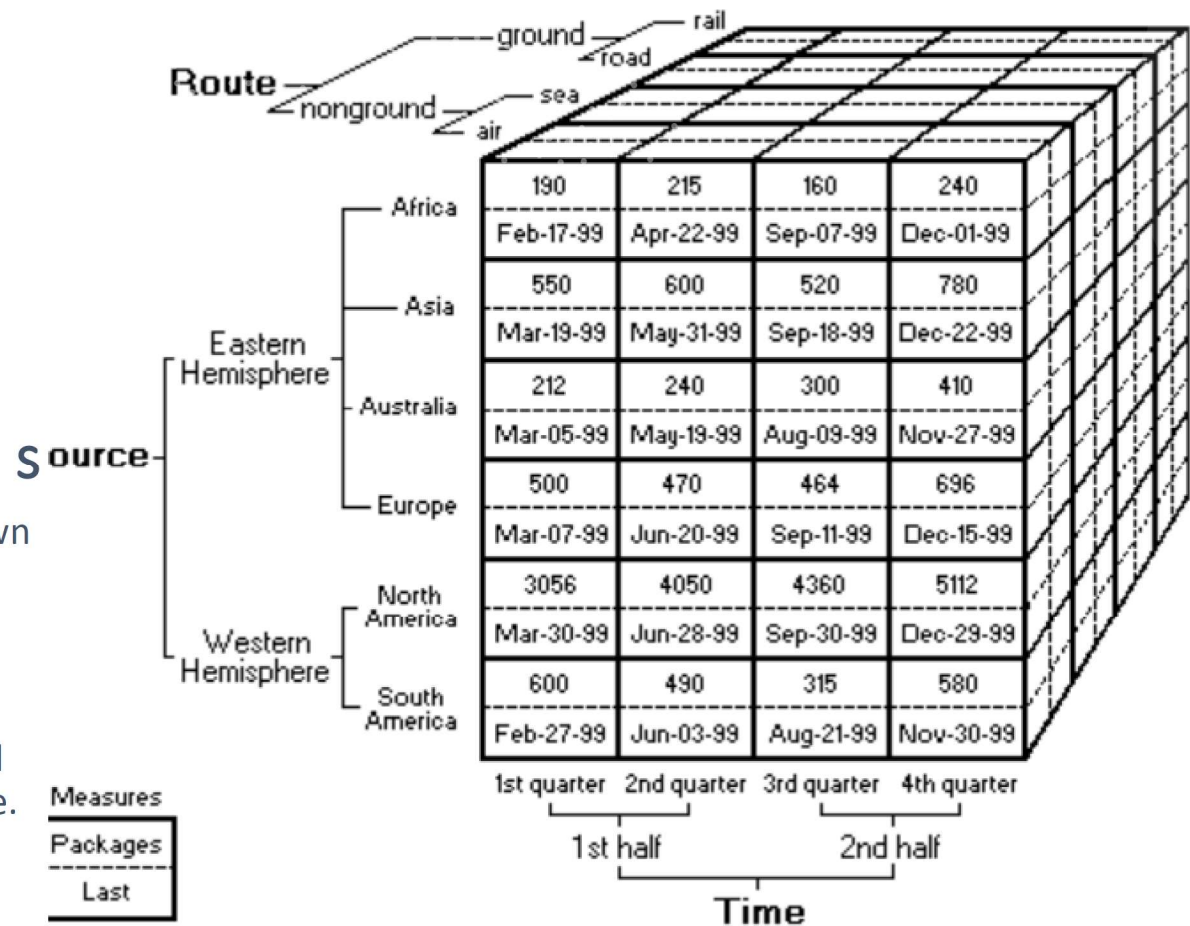 rail
ground
road
Route
sea
nonground
air
190 215 160 240
Africa
Feb-17-99 Apr-22-99 Sep-07-99 Dec-01-99
550 600 520 780
Asia
Mar-19-99 May-31-99 Sep-18-99 Dec-22-99
Eastern
Hemisphere
212 240 300 410
Australia
Mar-05-99 May-19-99 Aug-09-99 Nov-27-99
Source
500 470 464 696
Europe
wn
Mar-07-99 Jun-20-99 Sep-11-99 Dec-15-99
3056 4050 4360 5112
North
America
Mar-30-99 Jun-28-99 Sep-30-99 Dec-29-99
Western
Hemisphere
600 490 315 580
South
America
Feb-27-99 Jun-03-99 Aug-21-99 Nov-30-99
1st quarter 2nd quarter 3rd quarter 4th quarter
e.
Measures
Packages
Last
1st half 2nd half
Time